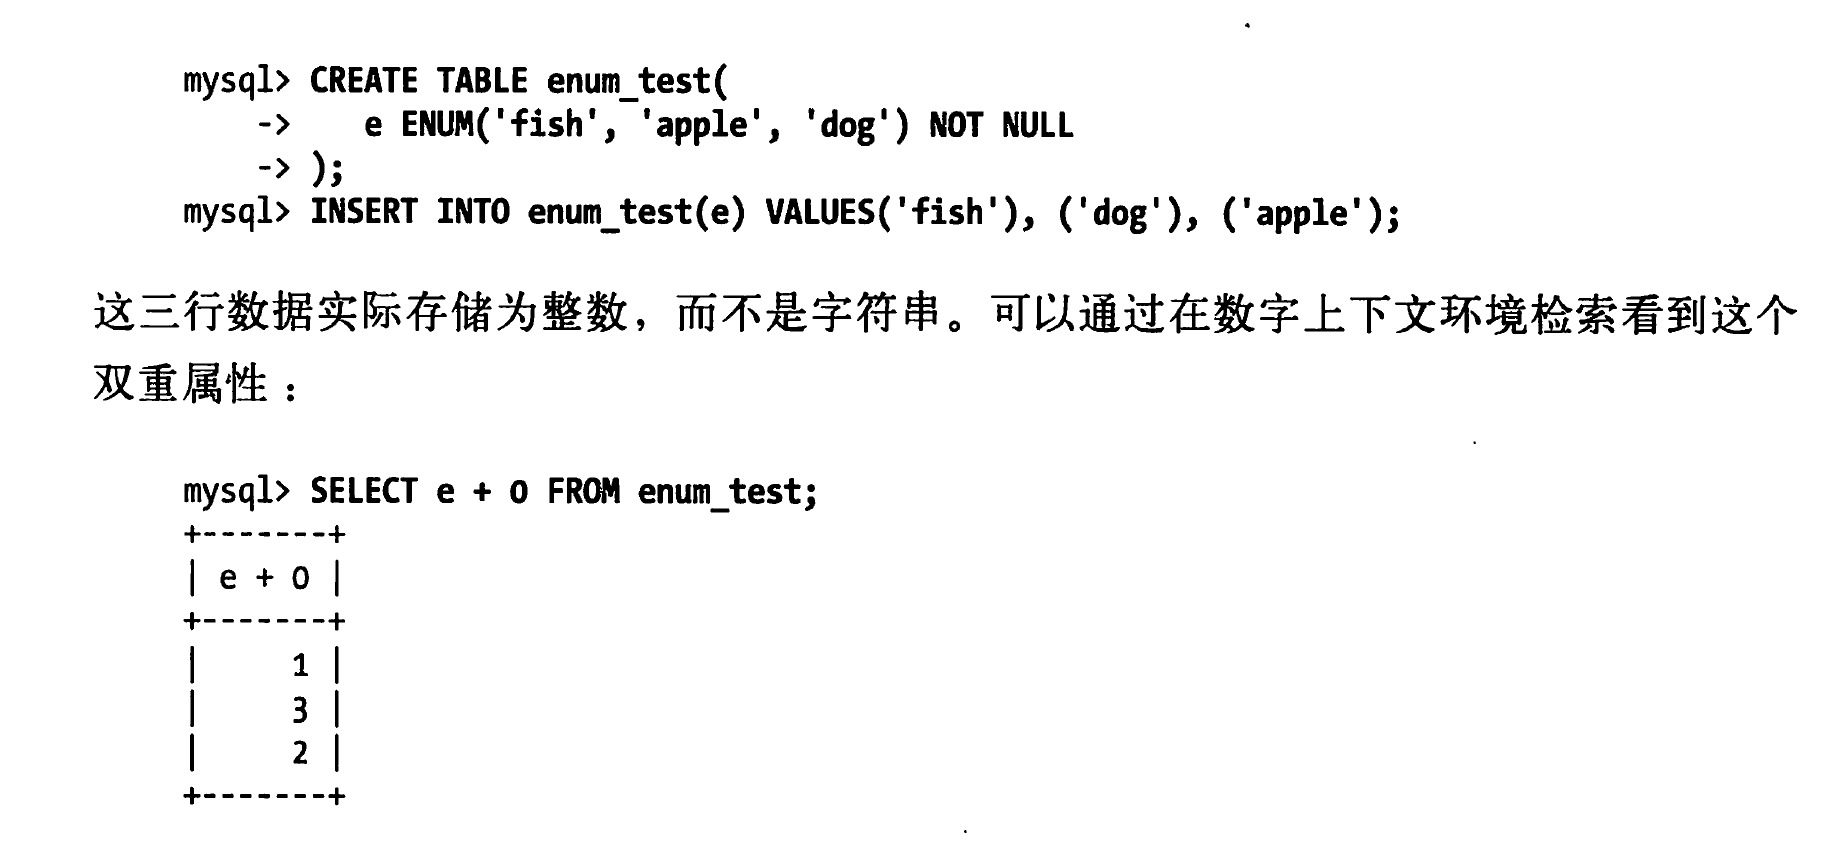 mysql> CREATE TABLE enum_test(
    ->    e ENUM('fish', 'apple', 'dog') NOT NULL
    -> );
mysql> INSERT INTO enum_test(e) VALUES('fish'), ('dog'), ('apple');
这三行数据实际存储为整数，而不是字符串。可以通过在数字上下文环境检索看到这个
双重属性：
mysql> SELECT e + 0 FROM enum_test;
+-------+
| e + 0 |
+-------+
|     1 |
|     3 |
|     2 |
+-------+